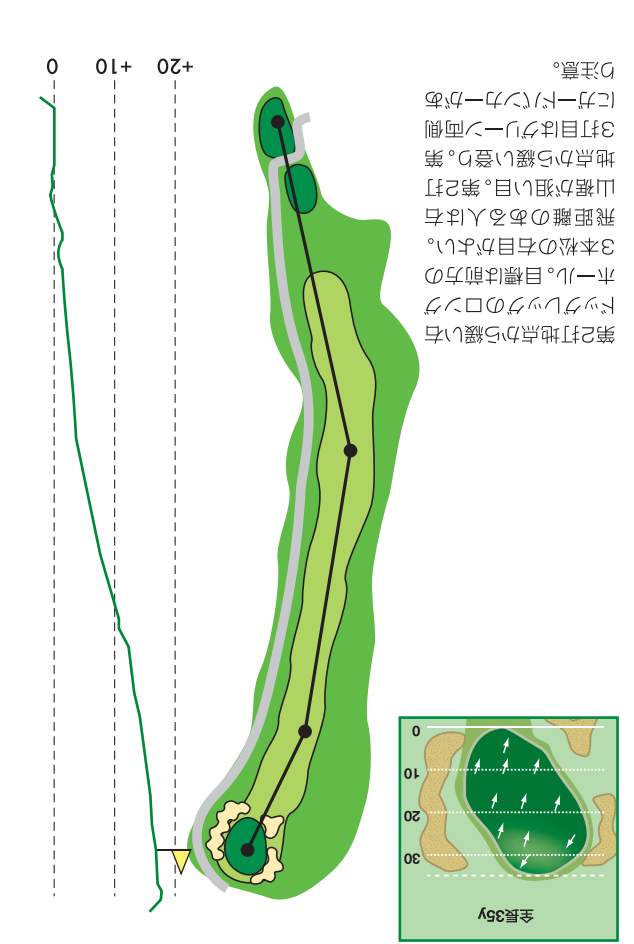 全長35y
30
20
10
0
第2打地点から緩い右
ドッグレッグのロング
ホール。目標は前方の
3本松の右目がよい。
飛距離のある人は右
山裾が狙い目。第2打
地点から緩い登り。第
3打目はグリーン両側
にガードバンカーがあ
り注意。
+20 +10 0